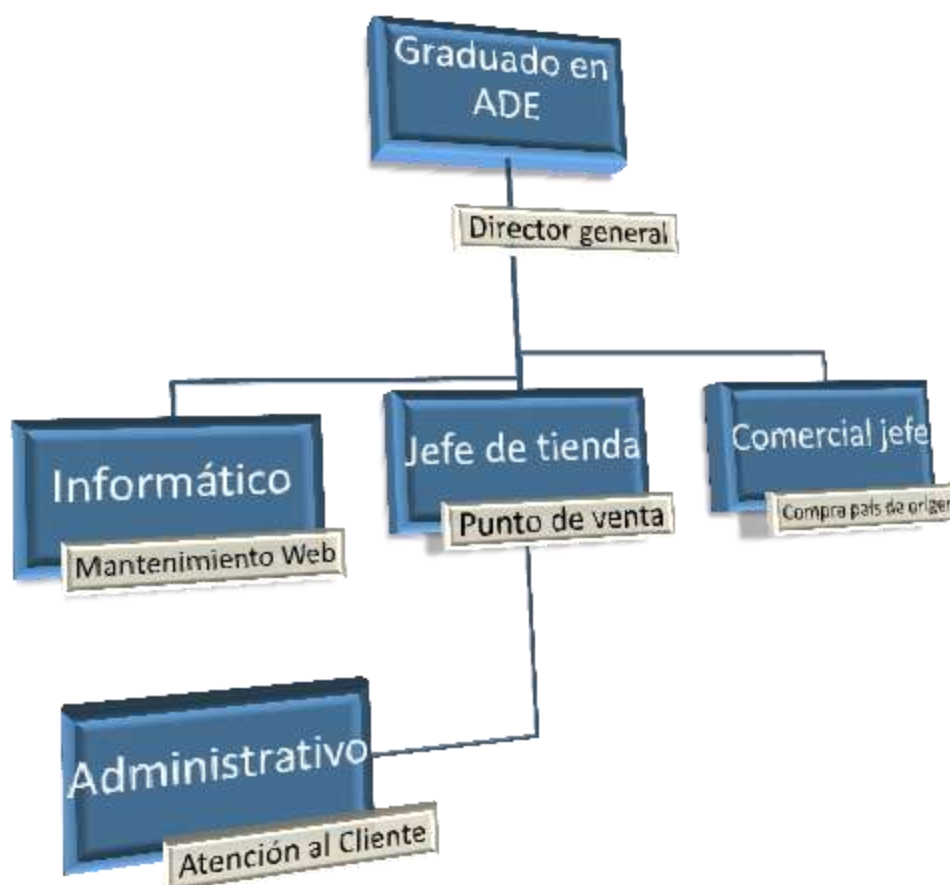 Graduado en
ADE
Director general
Informático
Mantenimiento Web
Jefe de tienda
Punto de venta
Comercial jefe
Compra país de origen
Administrativo
Atención al Cliente